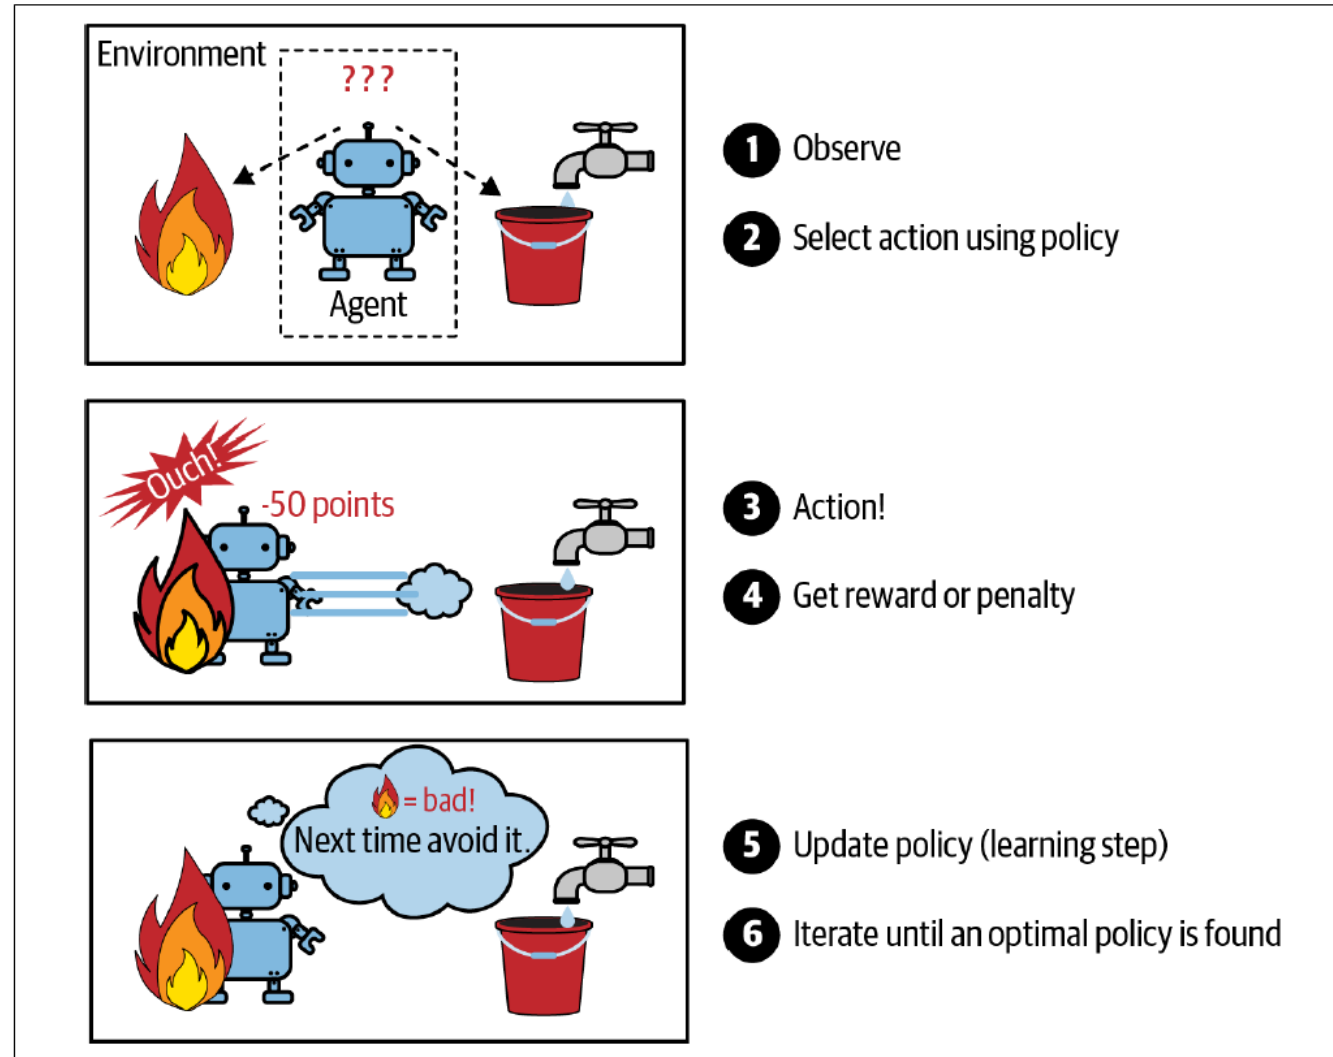 Environment
???
Agent
1 Observe
2 Select action using policy
Ouch!
-50 points
3 Action!
4 Get reward or penalty
= bad!
Next time avoid it.
5 Update policy (learning step)
6 Iterate until an optimal policy is found